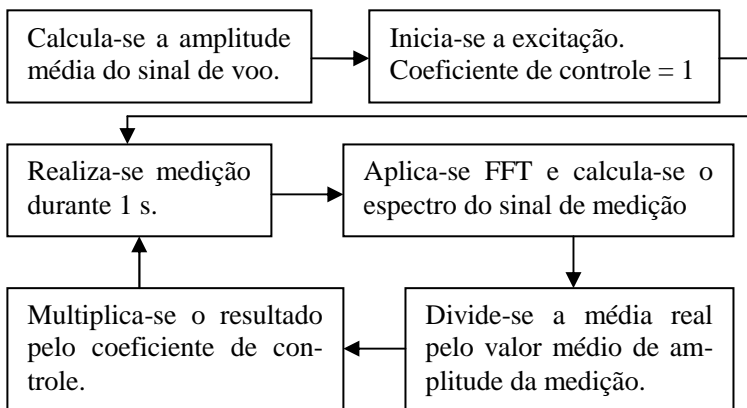 Calcula-se a amplitude
média do sinal de voo.
Inicia-se a excitação.
Coeficiente de controle = 1
Realiza-se medição
durante 1 s.
Aplica-se FFT e calcula-se o
espectro do sinal de medição
Multiplica-se o resultado
pelo coeficiente de con-
trole.
Divide-se a média real
pelo valor médio de am-
plitude da medição.